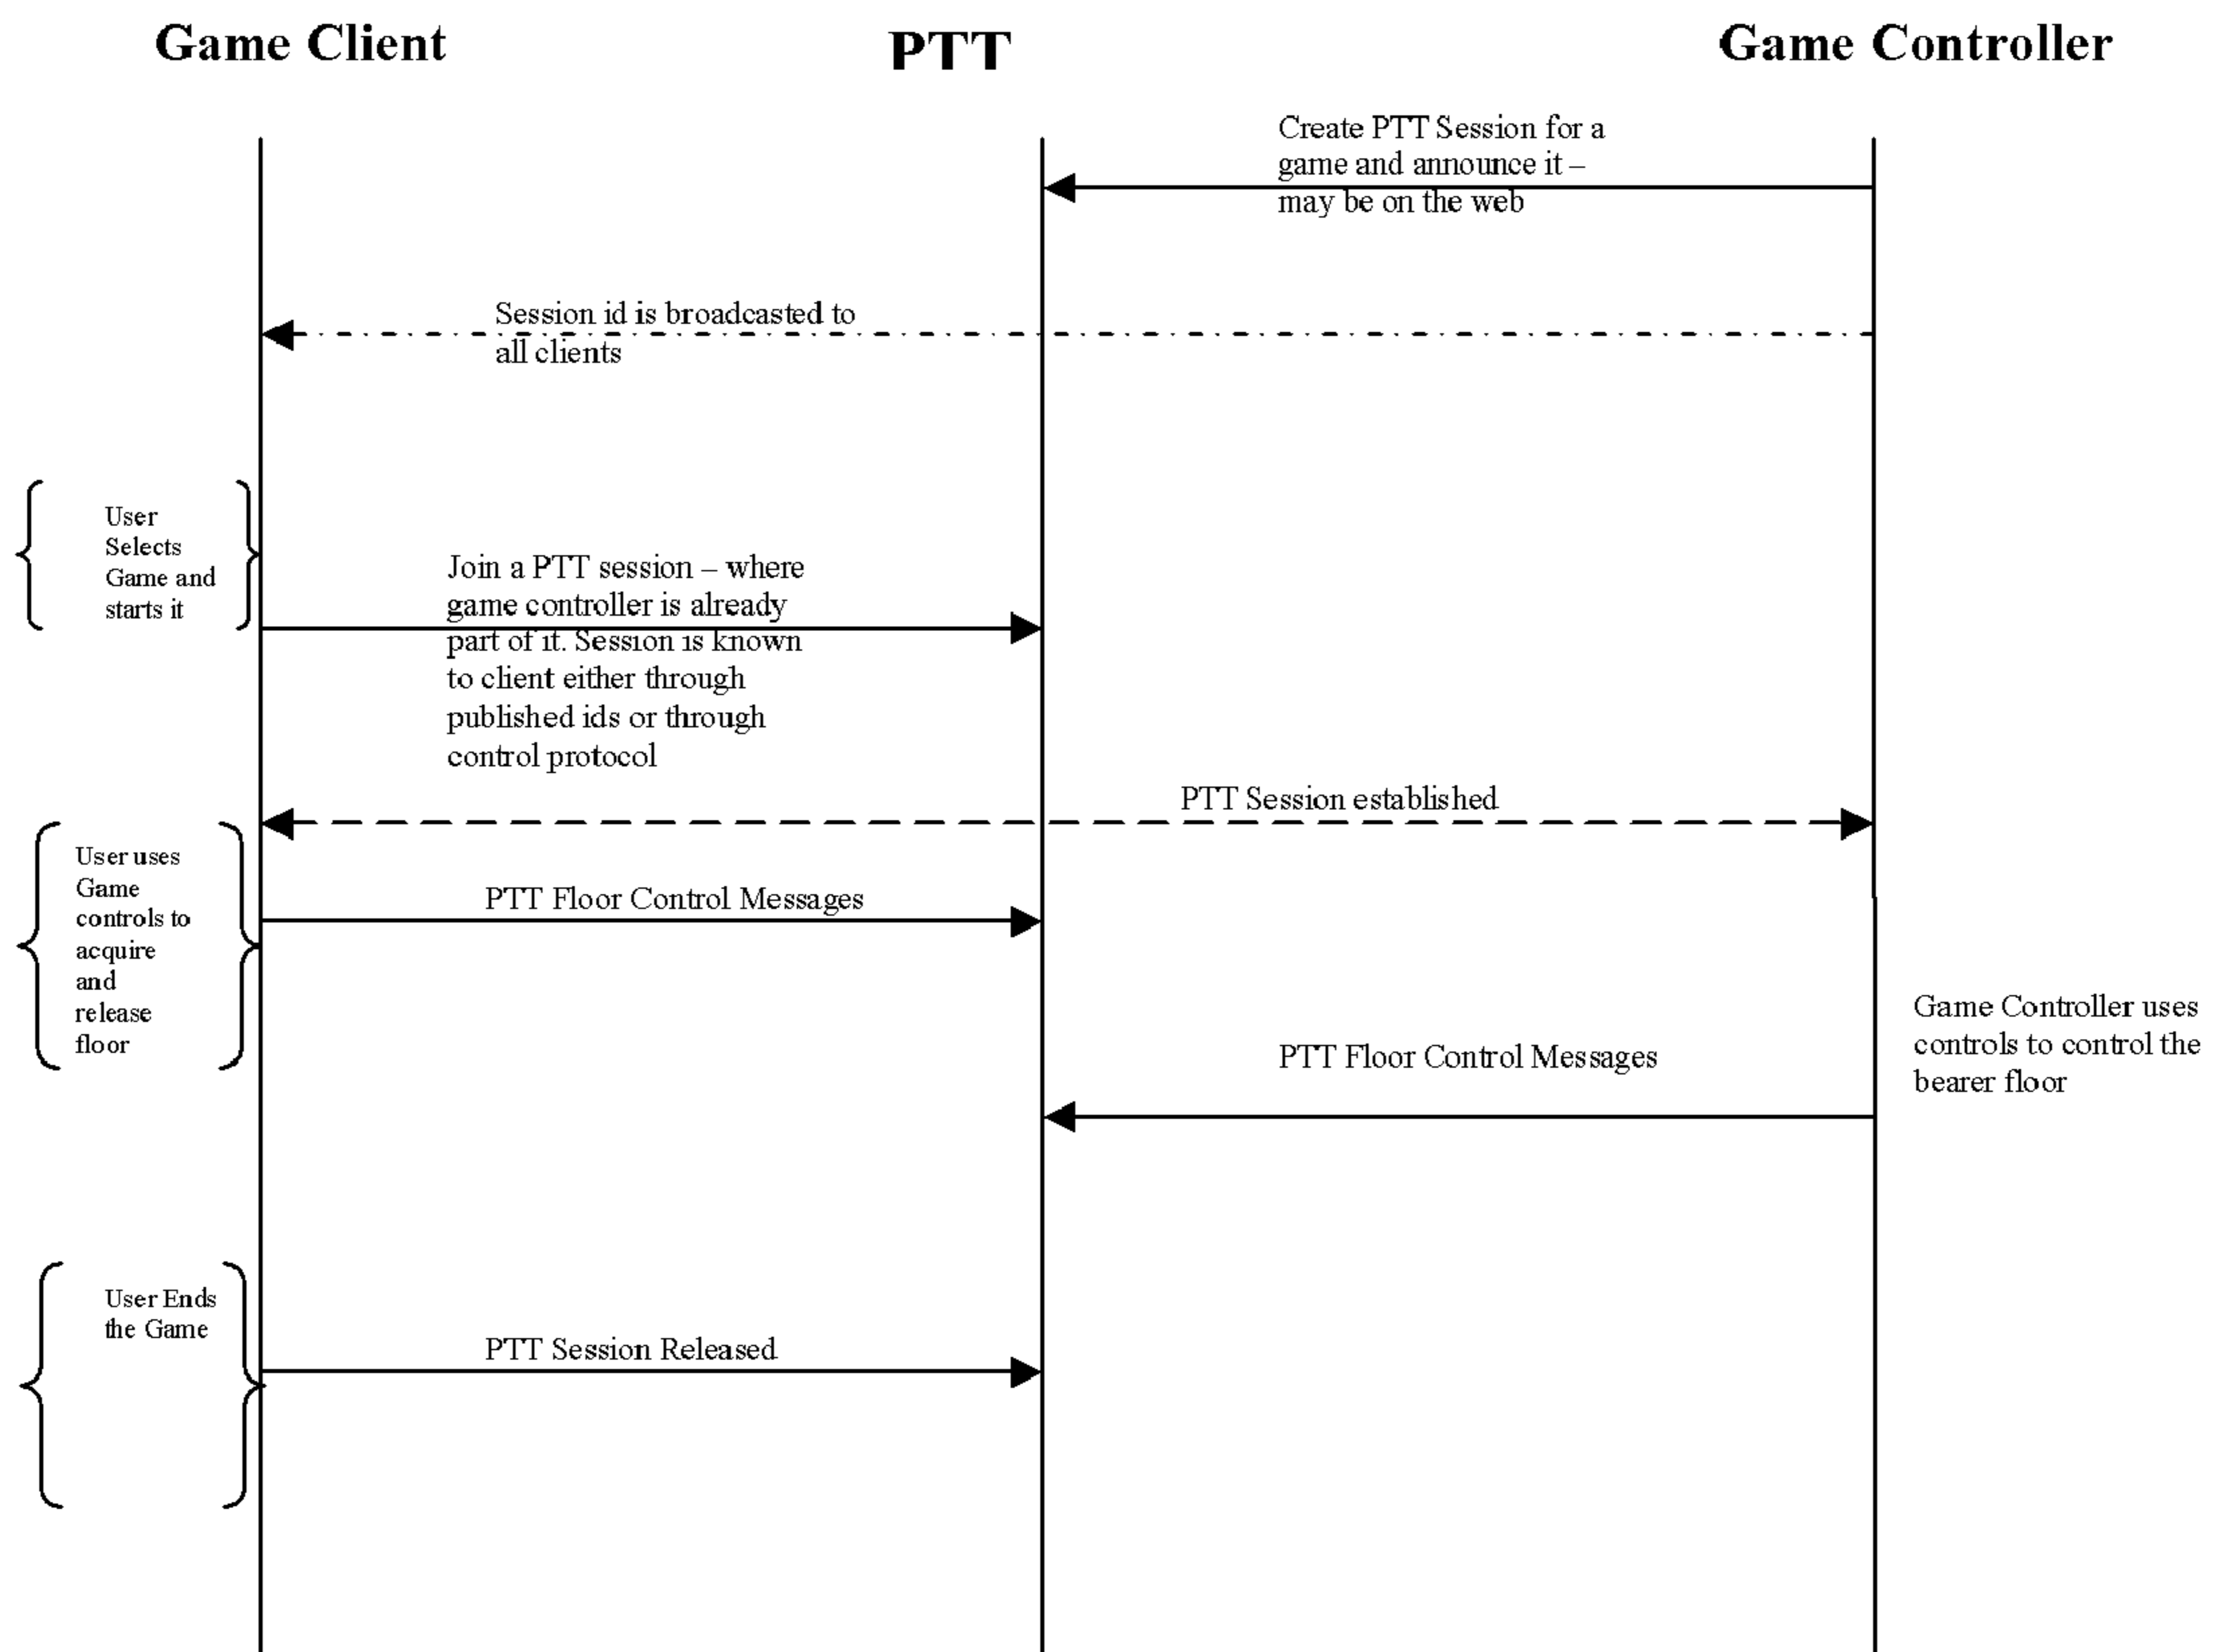 Game Client
PTT
Game Controller
Create PTT Session for a
game and announce it –
may be on the web
Session id is broadcasted to
all clients
User
Selects
Game and
starts it
Join a PTT session – where
game controller is already
part of it. Session is known
to client either through
published ids or through
control protocol
PTT Session established
User uses
Game
controls to
acquire
and
release
floor
PTT Floor Control Messages
Game Controller uses
controls to control the
bearer floor
PTT Floor Control Messages
User Ends
the Game
PTT Session Released